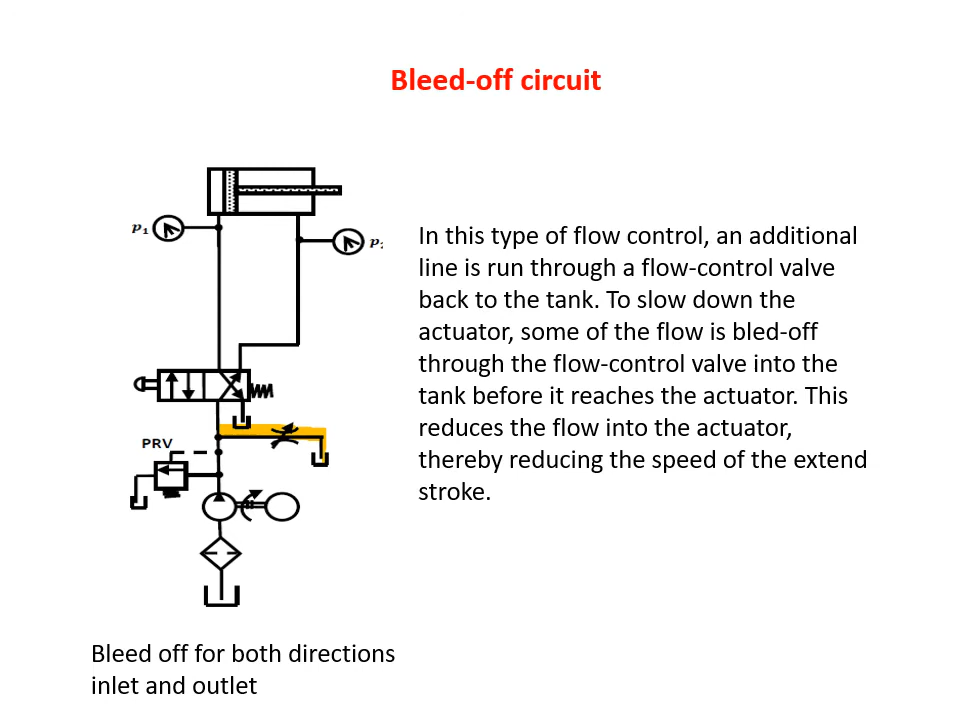 Bleed-off circuit
p₁
p₂
In this type of flow control, an additional
line is run through a flow-control valve
back to the tank. To slow down the
actuator, some of the flow is bled-off
through the flow-control valve into the
tank before it reaches the actuator. This
reduces the flow into the actuator,
thereby reducing the speed of the extend
stroke.
PRV
Bleed off for both directions
inlet and outlet